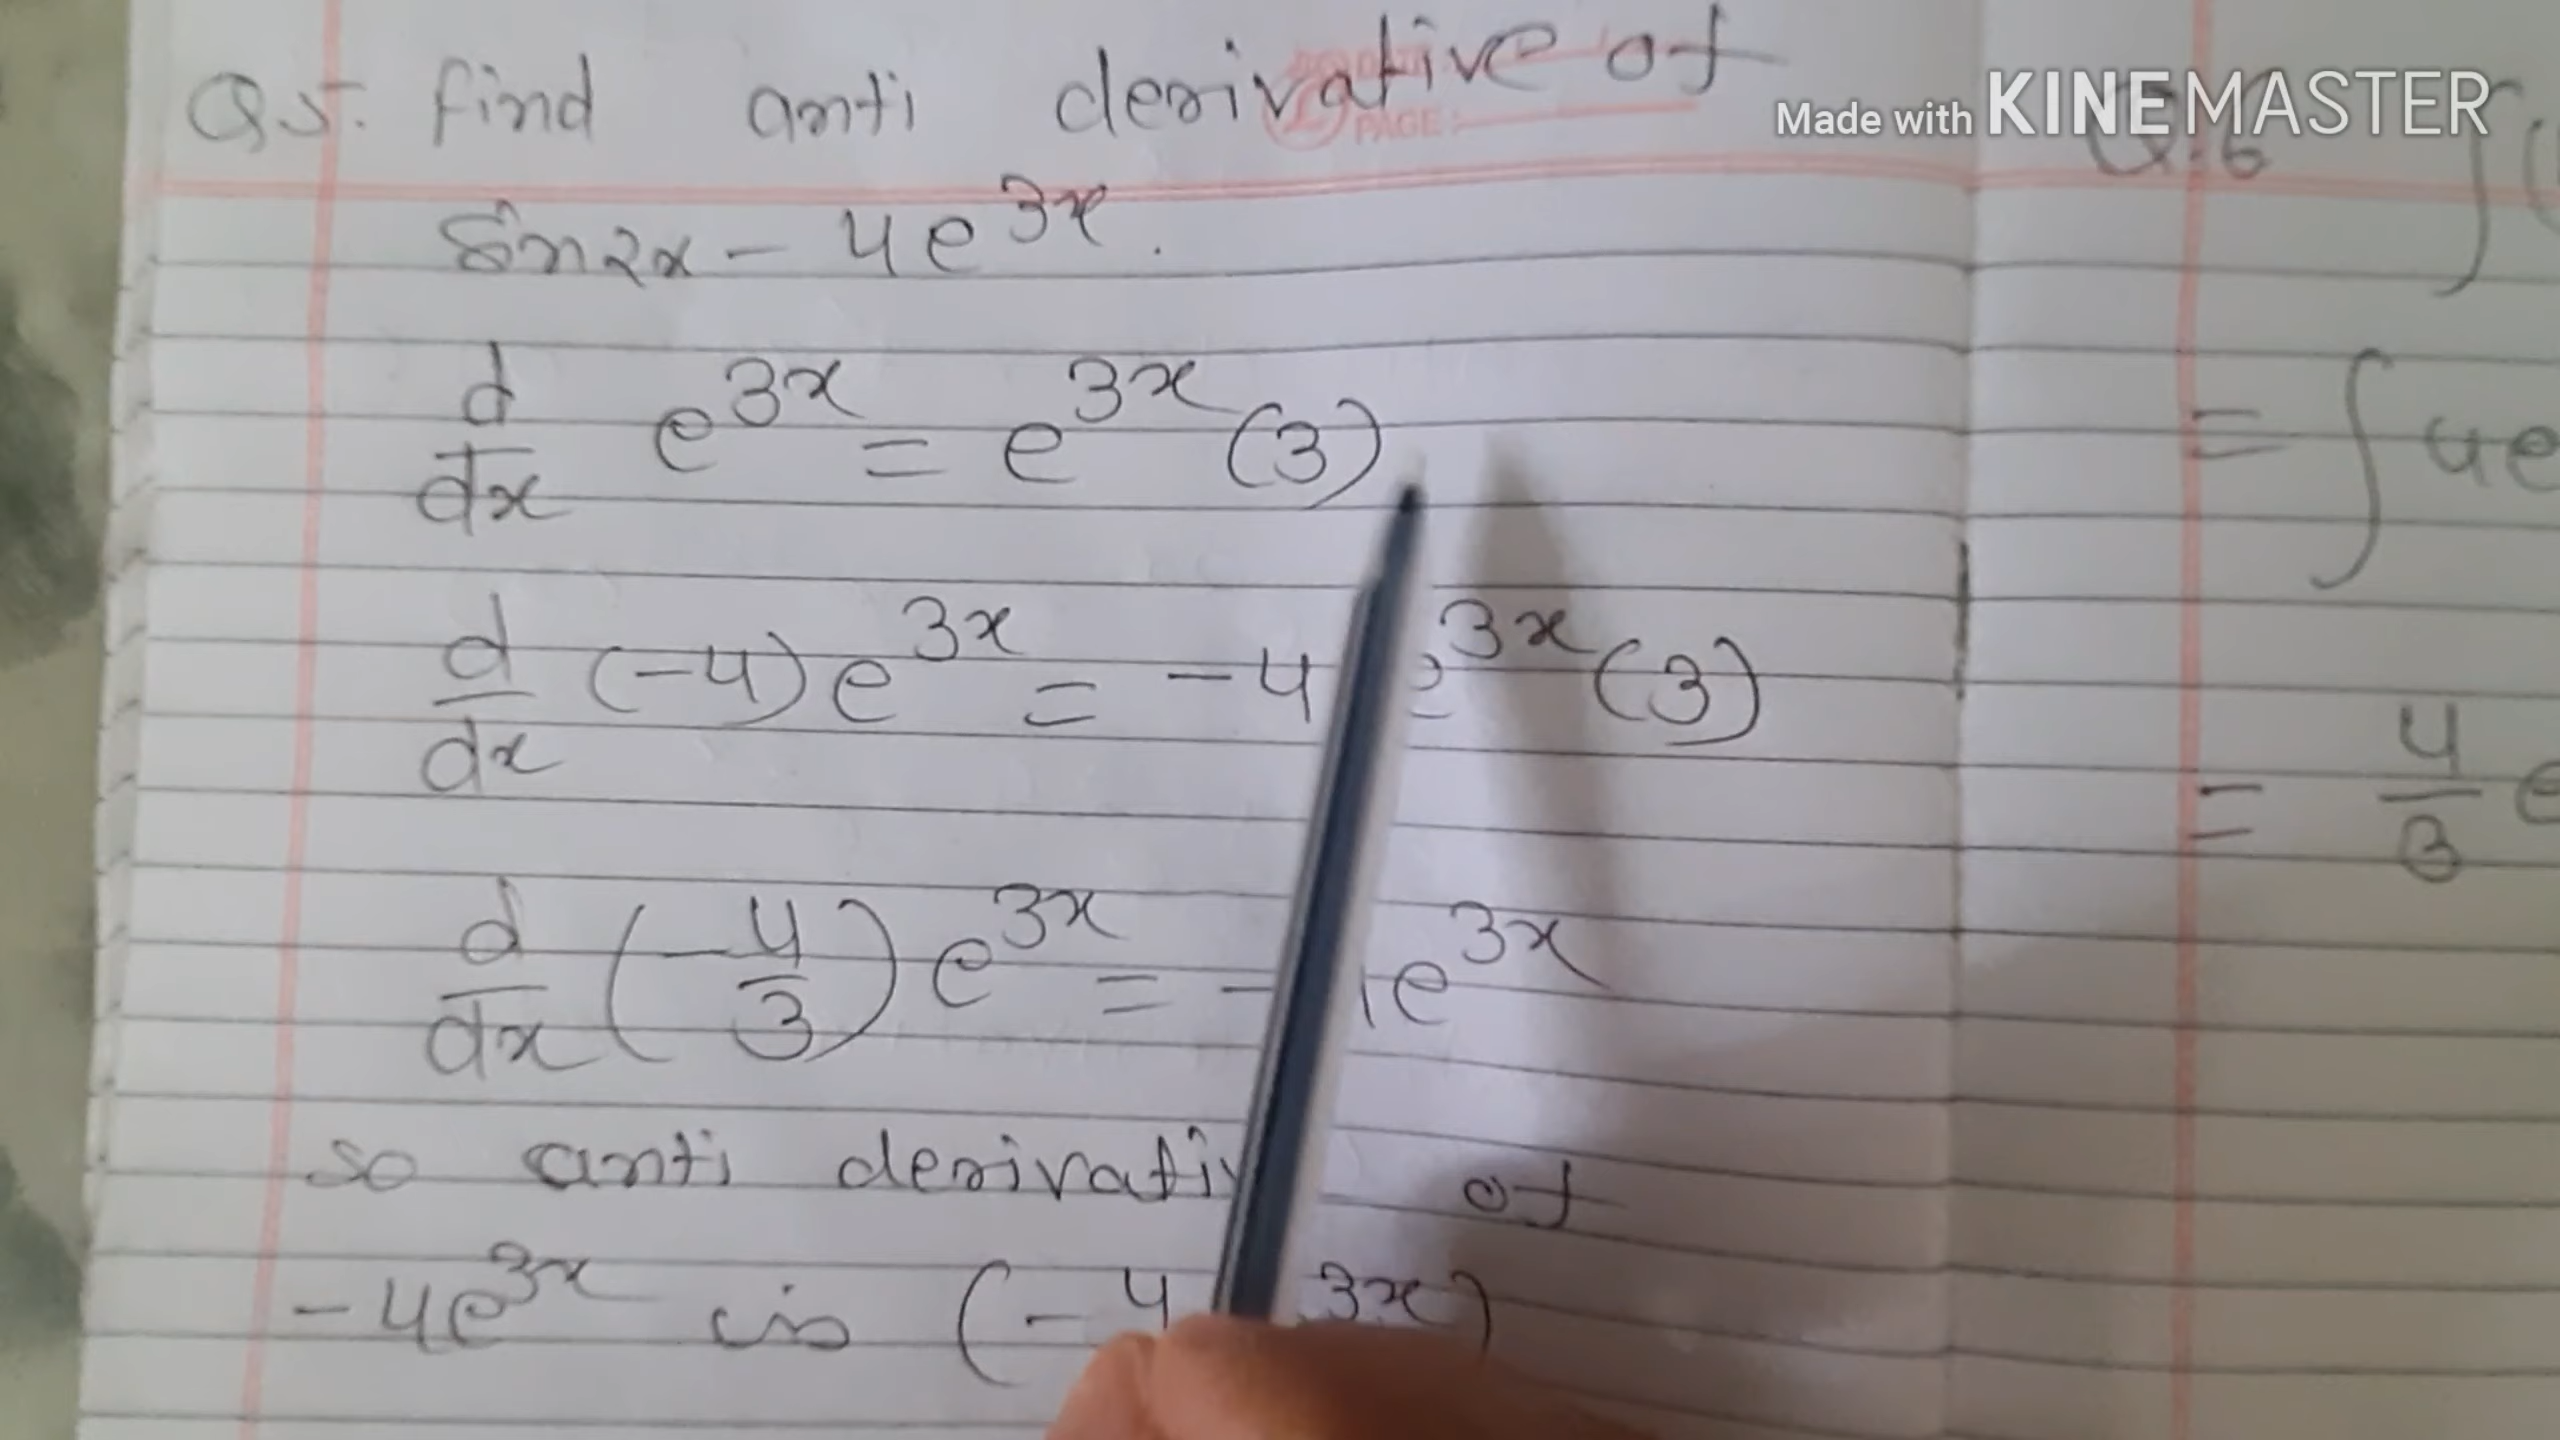 Made with KINEMASTER
PAGE:
Q5. find anti derivative of
sin2x - 4e^3x.
d/dx e^3x = e^3x (3)
d/dx (-4) e^3x = -4 e^3x (3)
d/dx (-4/3) e^3x = - e^3x
so anti of
-4e^3x is (-4 3x)
Q.6 ∫(
= ∫ 4e
= 4/3 e